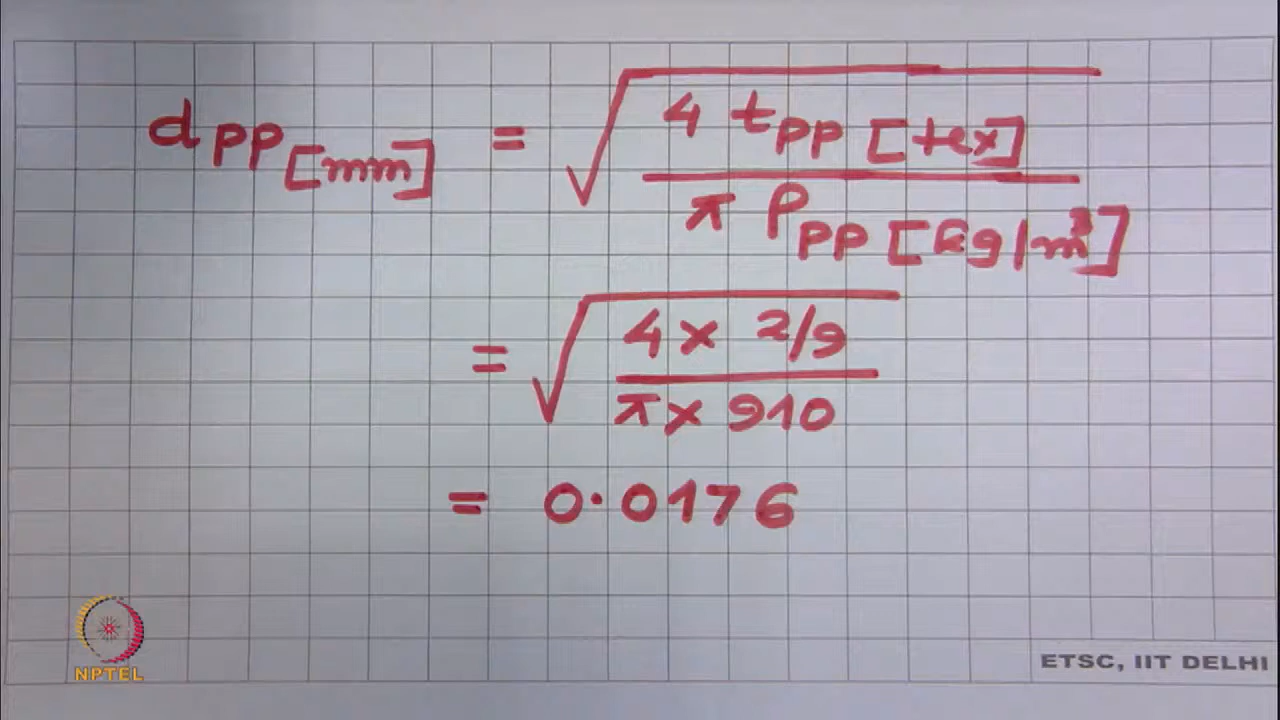 dPP[mm] = √(4 tPP[tex] / π ρPP[kg/m³])
= √(4 x 2/9 / π x 910)
= 0.0176
NPTEL
ETSC, IIT DELHI